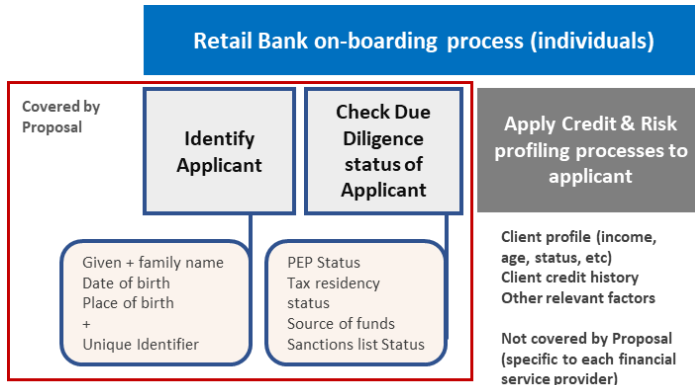 Retail Bank on-boarding process (individuals)
Covered by
Proposal
Identify
Applicant
Check Due
Diligence
status of
Applicant
Apply Credit & Risk
profiling processes to
applicant
Given + family name
Date of birth
Place of birth
+
Unique Identifier
PEP Status
Tax residency
status
Source of funds
Sanctions list Status
Client profile (income,
age, status, etc)
Client credit history
Other relevant factors
Not covered by Proposal
(specific to each financial
service provider)